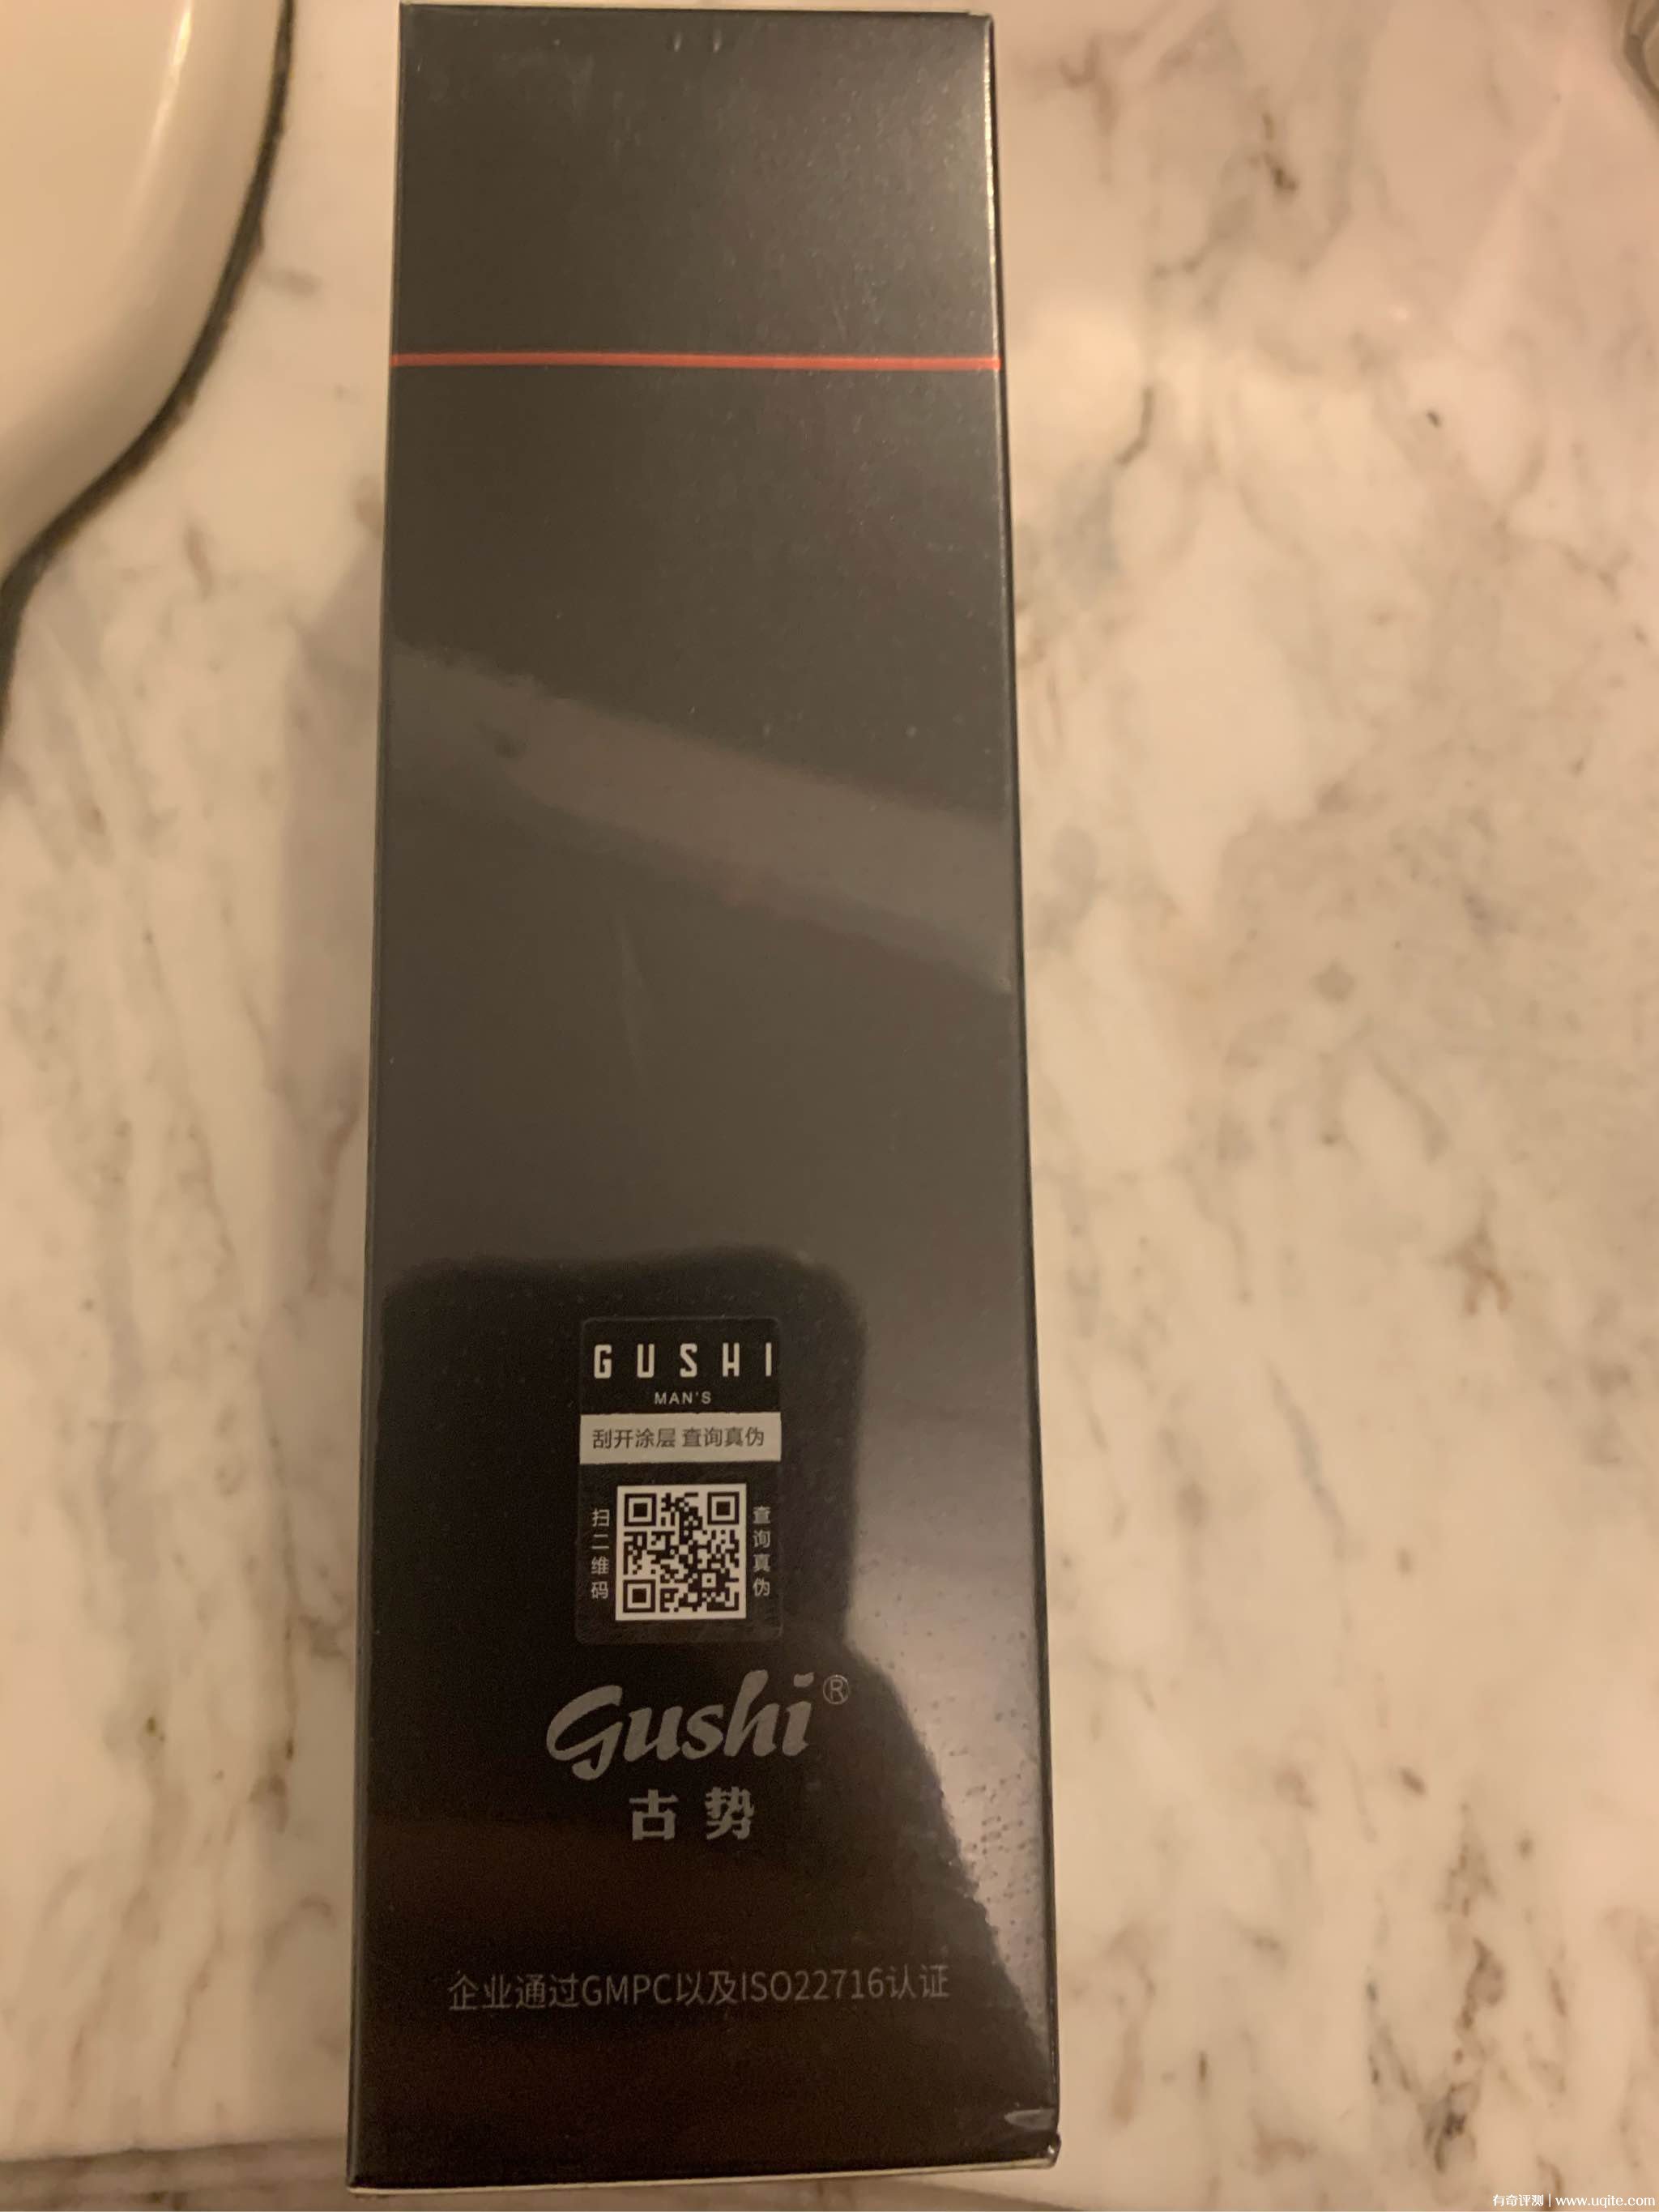 GUSHI
MAN'S
刮开涂层 查询真伪
扫二维码
查询真伪
Gushi®
古势
企业通过GMPC以及ISO22716认证
有奇评测 | www.uqite.com